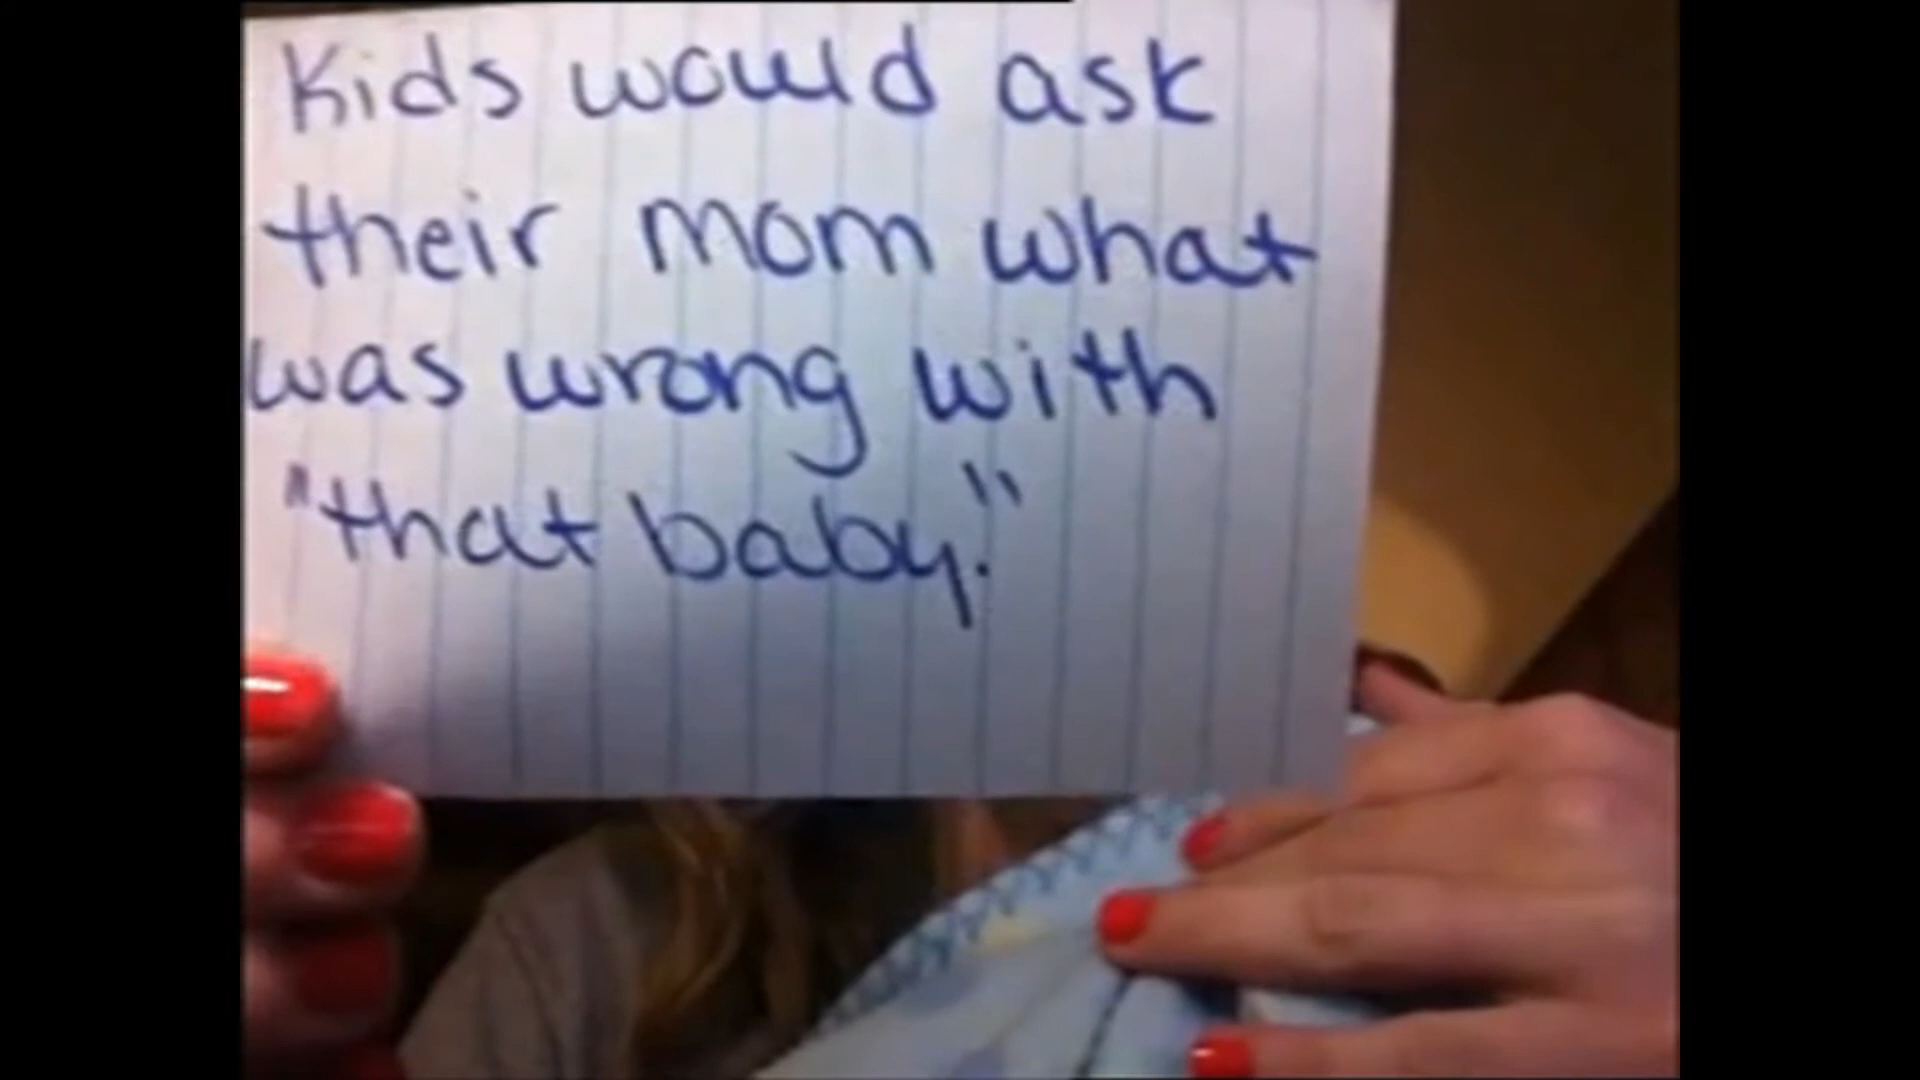 Kids would ask
their mom what
was wrong with
"that baby."